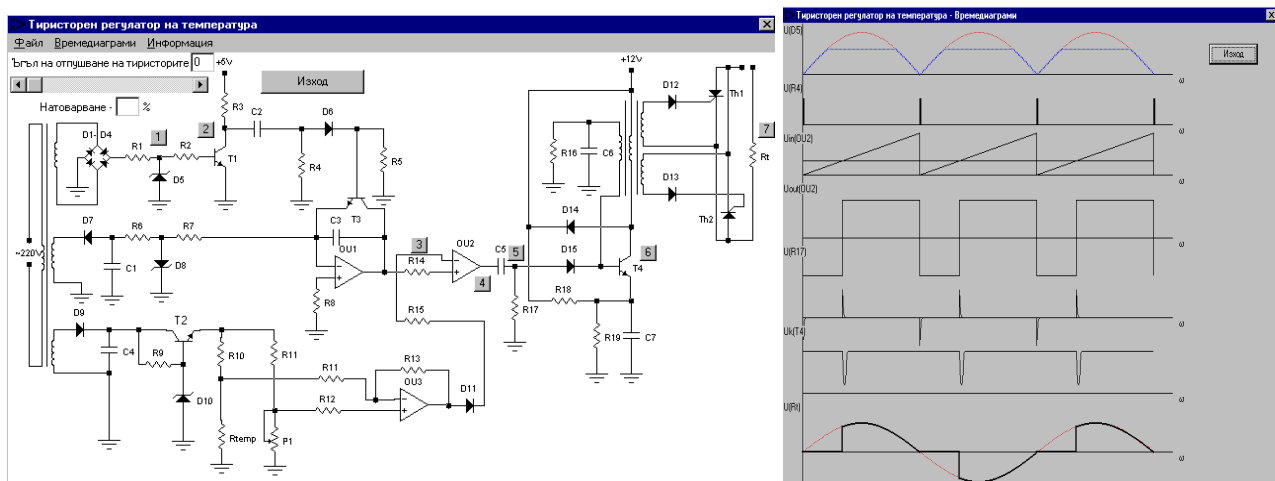 Тиристорен регулатор на температура
Файл Времедиаграми Информация
Ъгъл на отпушване на тиристорите 0
Изход
Натоварване - %
+5V
R3
C2
D6
D1-D4
1
2
R1
R2
T1
D5
R4
R5
T3
D7
R6
R7
C3
OU1
~220V
C1
D8
R8
3
R14
OU2
4
C5
5
R15
R17
D9
T2
C4
R9
R10
R11
D10
R11
R13
OU3
D11
R12
Rtemp
P1
+12V
D12
Th1
7
R16
C6
Rt
D13
Th2
D14
D15
6
T4
R18
R19
C7
Тиристорен регулатор на температура - Времедиаграми
U(D5)
Изход
ω
U(R4)
ω
Uin(OU2)
ω
Uout(OU2)
ω
U(R17)
ω
Uk(T4)
ω
U(Rt)
ω